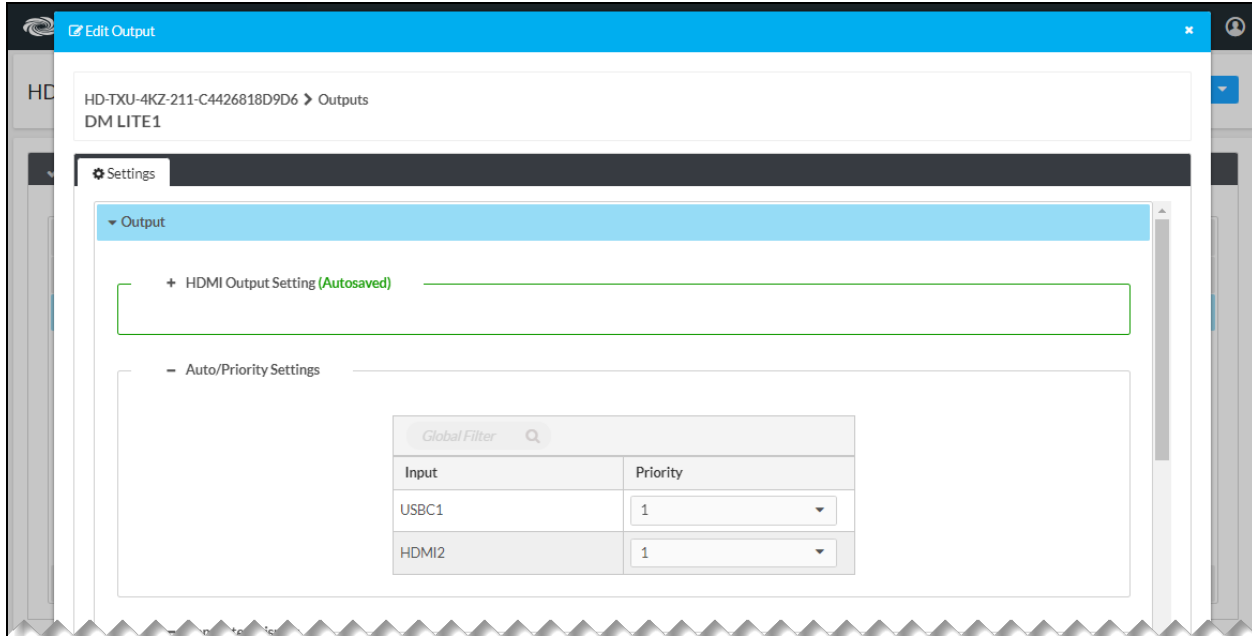 Edit Output
HD
HD-TXU-4KZ-211-C4426818D9D6 > Outputs
DM LITE1
Settings
Output
+ HDMI Output Setting (Autosaved)
− Auto/Priority Settings
Global Filter
Input Priority
USBC1 1
HDMI2 1